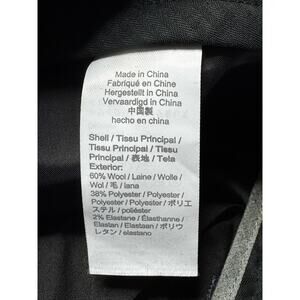 Made in China
Fabriqué en Chine
Hergestellt in China
Vervaardigd in China
中国製
hecho en china
Shell / Tissu Principal /
Tissu Principal / Tissu
Principal / 表地 / Tela
Exterior:
60% Wool / Laine / Wolle /
Wol / 毛 / lana
38% Polyester / Polyester /
Polyester / Polyester / ポリエ
ステル / poliéster
2% Elastane / Élasthanne /
Elastan / Elastaan / ポリウ
レタン / elastano